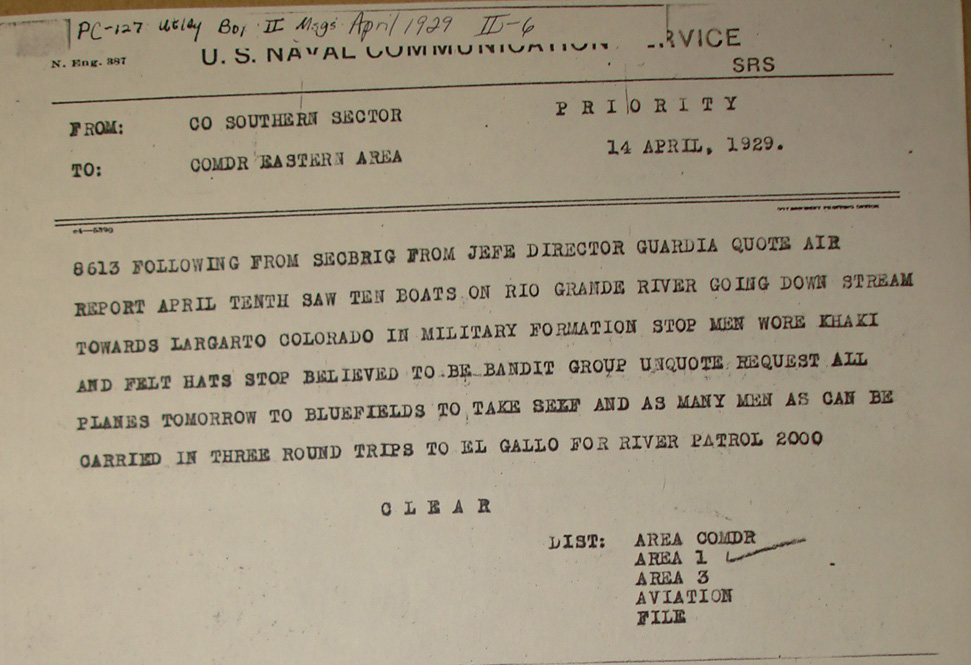 PC-127 Utley Box II Msgs April 1929 II-6
N. Eng. 387
U. S. NAVAL COMMUNICATION SERVICE
SRS
FROM: CO SOUTHERN SECTOR
P R I O R I T Y
TO: COMDR EASTERN AREA
14 APRIL, 1929.
8613 FOLLOWING FROM SECBRIG FROM JEFE DIRECTOR GUARDIA QUOTE AIR
REPORT APRIL TENTH SAW TEN BOATS ON RIO GRANDE RIVER GOING DOWN STREAM
TOWARDS LARGARTO COLORADO IN MILITARY FORMATION STOP MEN WORE KHAKI
AND FELT HATS STOP BELIEVED TO BE BANDIT GROUP UNQUOTE REQUEST ALL
PLANES TOMORROW TO BLUEFIELDS TO TAKE SELF AND AS MANY MEN AS CAN BE
CARRIED IN THREE ROUND TRIPS TO EL GALLO FOR RIVER PATROL 2000
C L E A R
DIST: AREA COMDR
AREA 1
AREA 3
AVIATION
FILE